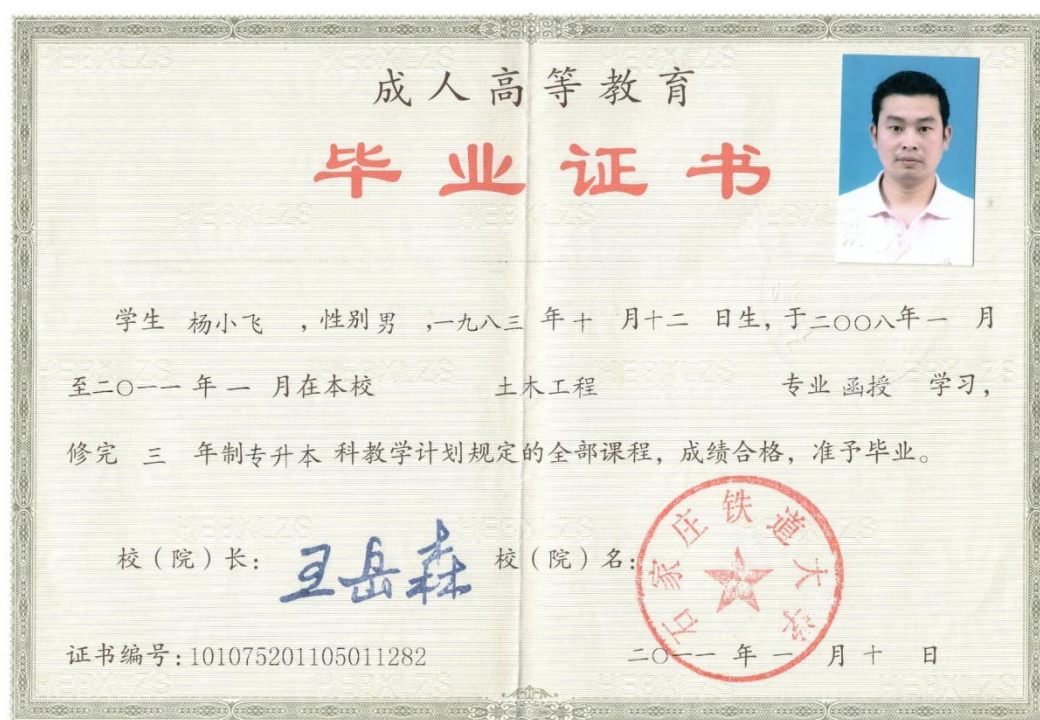 成人高等教育
毕业证书
学生 杨小飞 ，性别 男 ，一九八三 年 十 月十二 日生，于二〇〇八年 一 月
至二〇一一 年 一 月在本校 土木工程 专业 函授 学习，
修完 三 年制专升本 科教学计划规定的全部课程，成绩合格，准予毕业。
校（院）长： 王岳森 校（院）名：
石家庄铁道大学
证书编号：101075201105011282 二〇一一 年 一 月 十 日